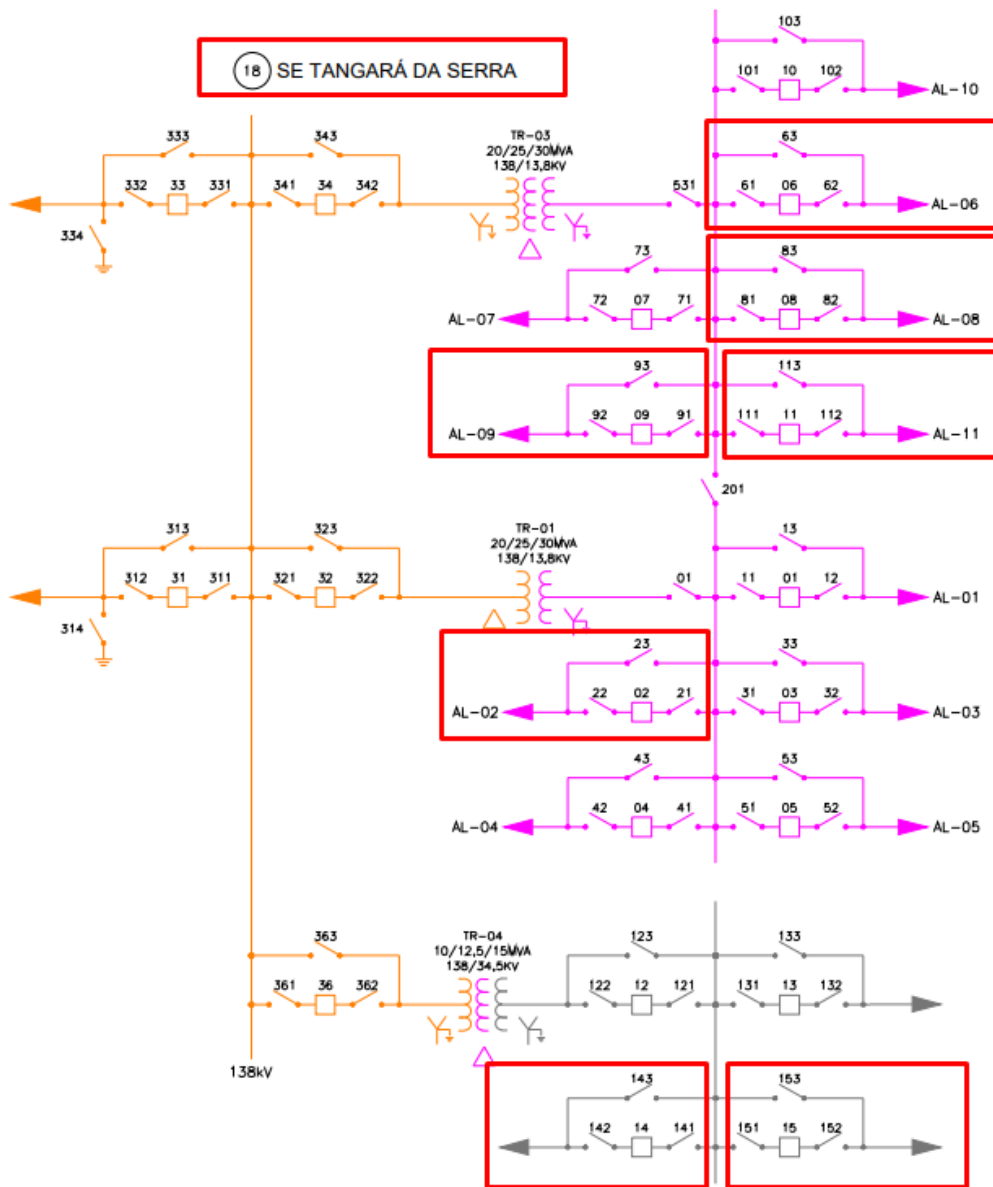 103
18 SE TANGARÁ DA SERRA
101 10 102
AL-10
333 343
TR-03
20/25/30MVA
138/13,8KV
63
332 33 331 341 34 342
531 61 06 62
AL-06
334
73 83
AL-07 72 07 71 81 08 82 AL-08
93 113
AL-09 92 09 91 111 11 112 AL-11
201
313 323
TR-01
20/25/30MVA
138/13,8KV
13
312 31 311 321 32 322
01 11 01 12
AL-01
314
23 33
AL-02 22 02 21 31 03 32 AL-03
43 53
AL-04 42 04 41 51 05 52 AL-05
363
TR-04
10/12,5/15MVA
138/34,5KV
123 133
361 36 362
122 12 121 131 13 132
138kV
143 153
142 14 141 151 15 152